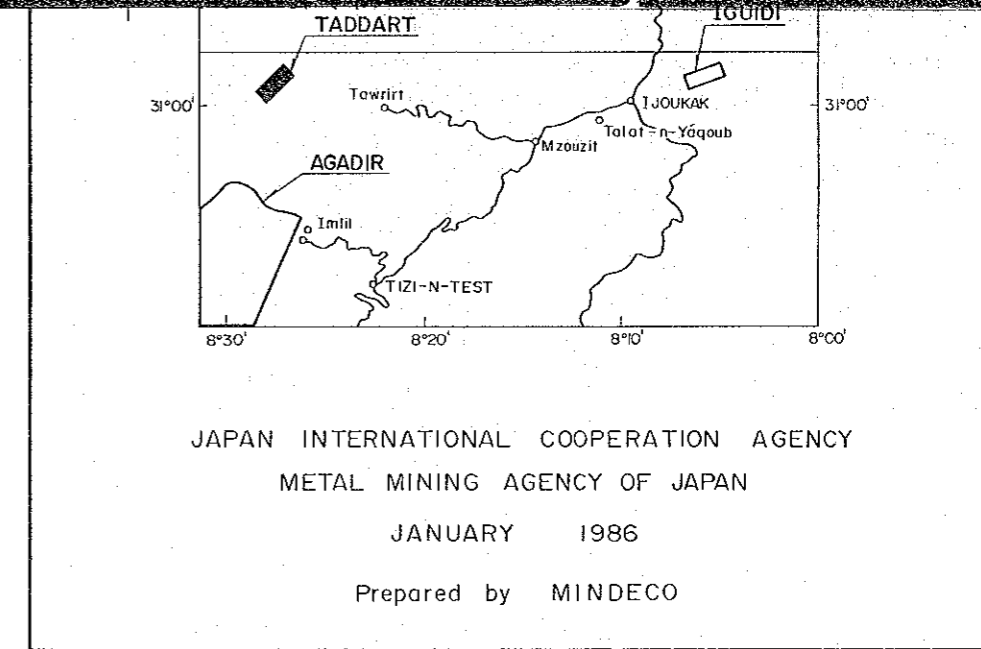 TADDART
IGUIDI
31°00'
Tawrirt
IJOUKAK
31°00'
Talat-n-Yaqoub
Mzouzit
AGADIR
Imlil
TIZI-N-TEST
8°30' 8°20' 8°10' 8°00'
JAPAN INTERNATIONAL COOPERATION AGENCY
METAL MINING AGENCY OF JAPAN
JANUARY 1986
Prepared by MINDECO